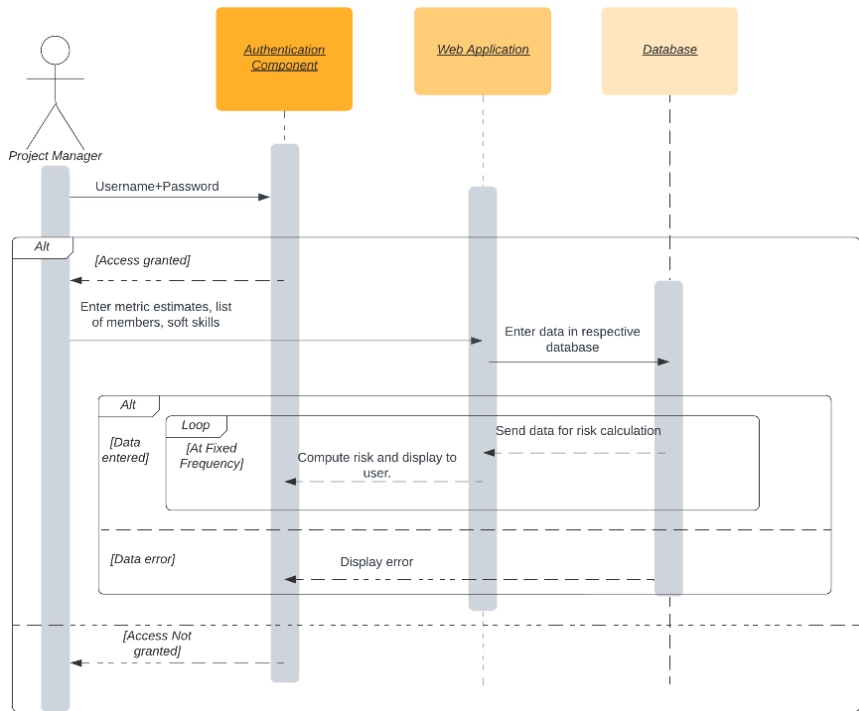 Authentication
Component
Web Application
Database
Project Manager
Username+Password
Alt
[Access granted]
Enter metric estimates, list
of members, soft skills
Enter data in respective
database
Alt
Loop
[Data
entered]
[At Fixed
Frequency]
Send data for risk calculation
Compute risk and display to
user.
[Data error]
Display error
[Access Not
granted]